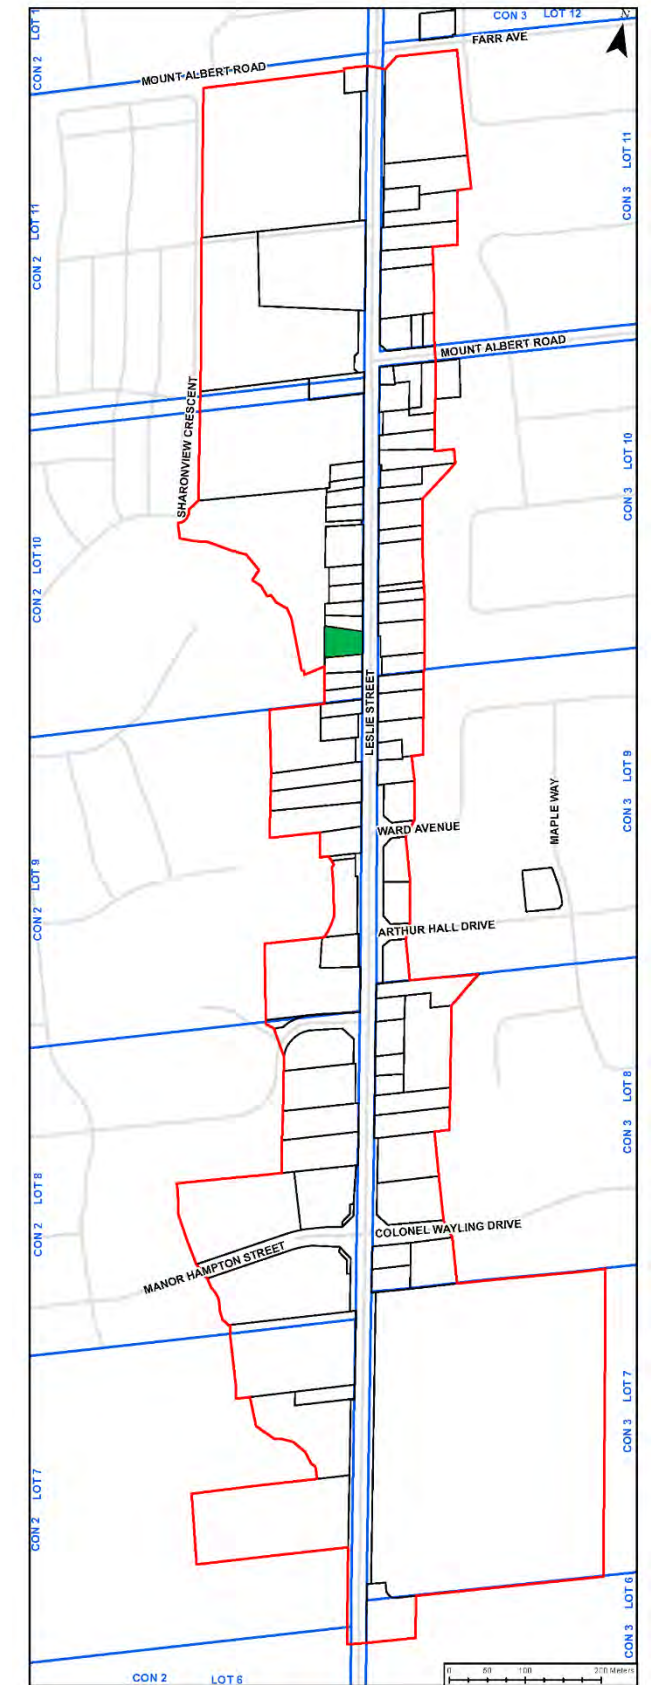 CON 3 LOT 12
N
FARR AVE
CON 2 LOT 1
MOUNT ALBERT ROAD
CON 3 LOT 11
CON 2 LOT 11
MOUNT ALBERT ROAD
SHARONVIEW CRESCENT
CON 3 LOT 10
CON 2 LOT 10
LESLIE STREET
CON 3 LOT 9
MAPLE WAY
WARD AVENUE
CON 2 LOT 9
ARTHUR HALL DRIVE
CON 3 LOT 8
CON 2 LOT 8
COLONEL WAYLING DRIVE
MANOR HAMPTON STREET
CON 3 LOT 7
CON 2 LOT 7
CON 3 LOT 6
CON 2 LOT 6
0 50 100 200 Meters